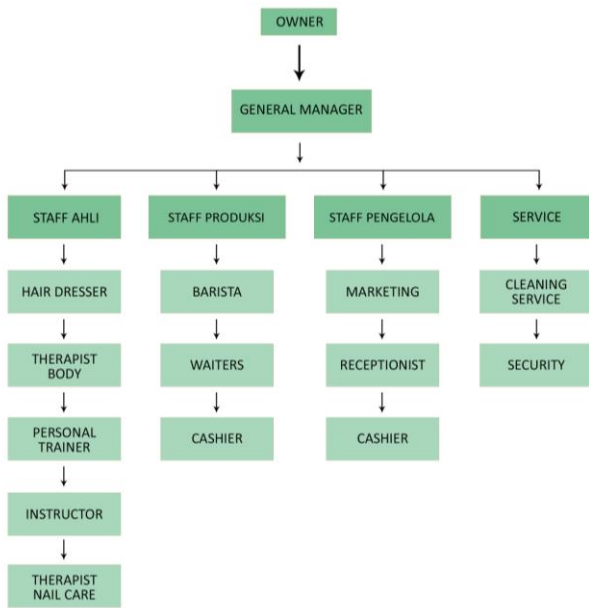 OWNER
GENERAL MANAGER
STAFF AHLI
STAFF PRODUKSI
STAFF PENGELOLA
SERVICE
HAIR DRESSER
BARISTA
MARKETING
CLEANING
SERVICE
THERAPIST
BODY
WAITERS
RECEPTIONIST
SECURITY
PERSONAL
TRAINER
CASHIER
CASHIER
INSTRUCTOR
THERAPIST
NAIL CARE